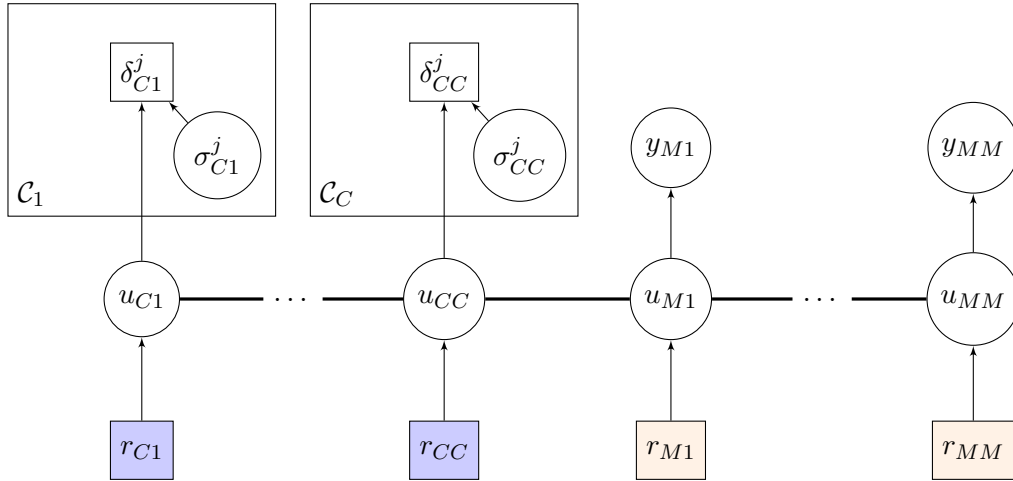 δ^j_{C1} δ^j_{CC}
σ^j_{C1} σ^j_{CC} y_{M1} y_{MM}
𝒞_1 𝒞_C
u_{C1} ⋯ u_{CC} u_{M1} ⋯ u_{MM}
r_{C1} r_{CC} r_{M1} r_{MM}